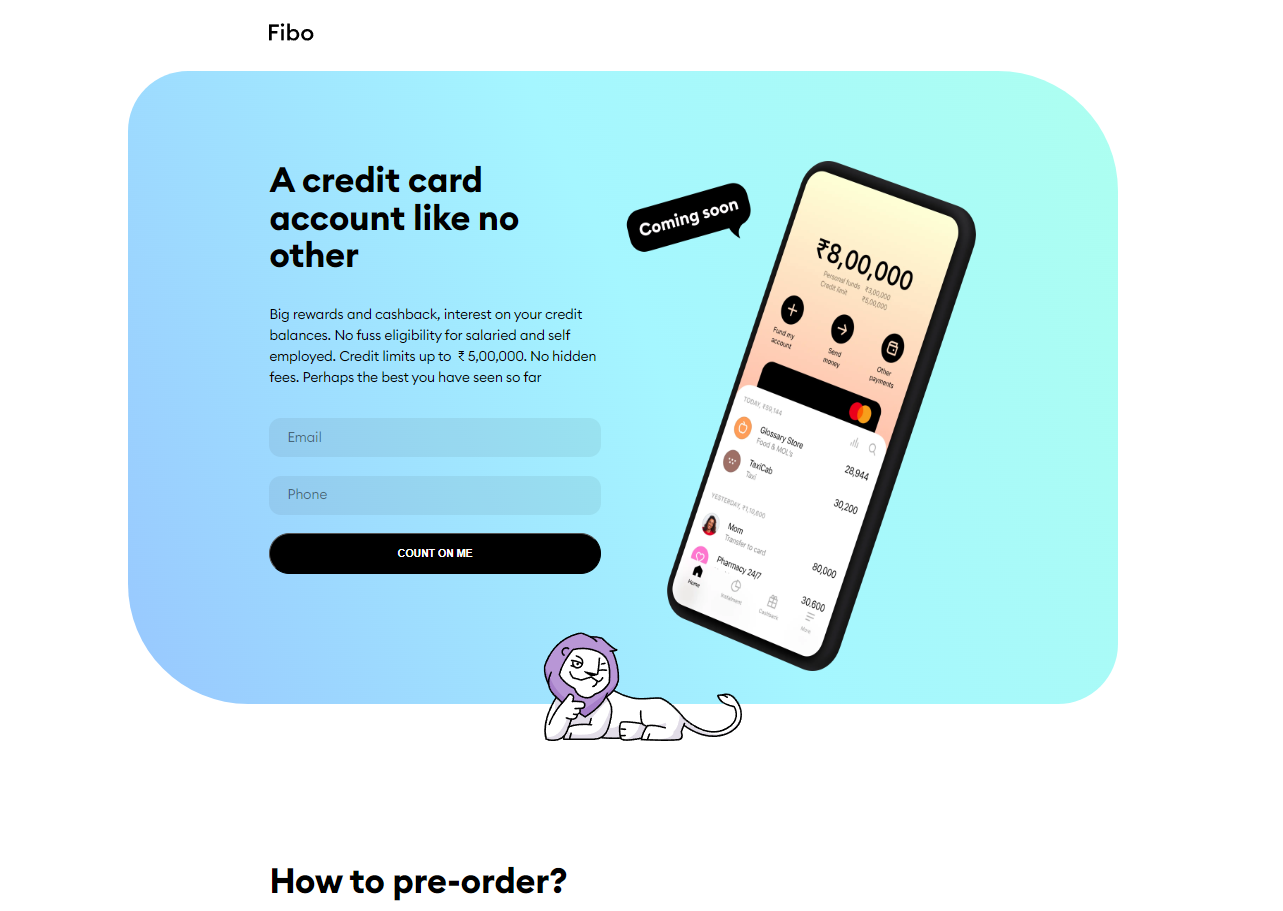 Fibo
A credit card
account like no
other
Big rewards and cashback, interest on your credit
balances. No fuss eligibility for salaried and self
employed. Credit limits up to ₹ 5,00,000. No hidden
fees. Perhaps the best you have seen so far
Email
Phone
COUNT ON ME
Coming soon
₹8,00,000
Personal funds ₹3,00,000
Credit limit ₹5,00,000
Fund my
account
Send
money
Other
payments
TODAY, ₹59,144
Glossary Store
Food & MOL's
28,944
TaxiCab
Taxi
30,200
YESTERDAY, ₹1,10,600
Mom
Transfer to card
80,000
Pharmacy 24/7
30,600
Home
Instalment
Cashback
More
How to pre-order?